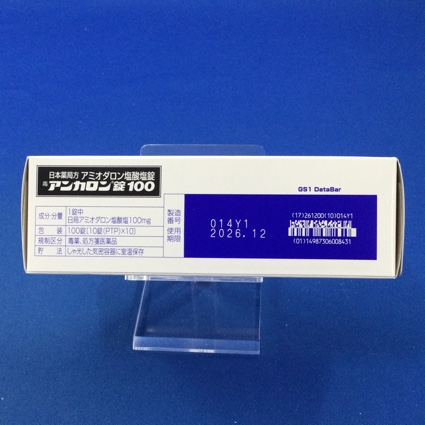 日本薬局方 アミオダロン塩酸塩錠
アンカロン®錠100
成分・分量 1錠中
日局アミオダロン塩酸塩100mg
包装 100錠〔10錠(PTP)×10〕
規制区分 毒薬、処方箋医薬品
貯法 しゃ光した気密容器に室温保存
製造番号 014Y1
使用期限 2026.12
GS1 DataBar
(17)261200(10)014Y1
(01)14987306008431